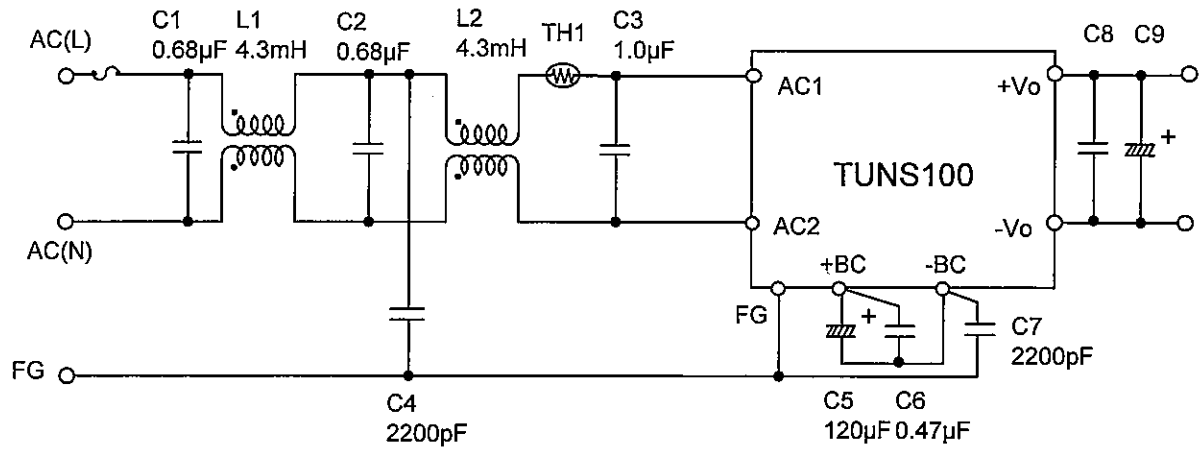 AC(L)
C1
0.68µF
L1
4.3mH
C2
0.68µF
L2
4.3mH
TH1
C3
1.0µF
C8
C9
AC1
+Vo
TUNS100
AC2
-Vo
AC(N)
+BC
-BC
FG
+
+
C7
2200pF
FG
C4
2200pF
C5
120µF
C6
0.47µF